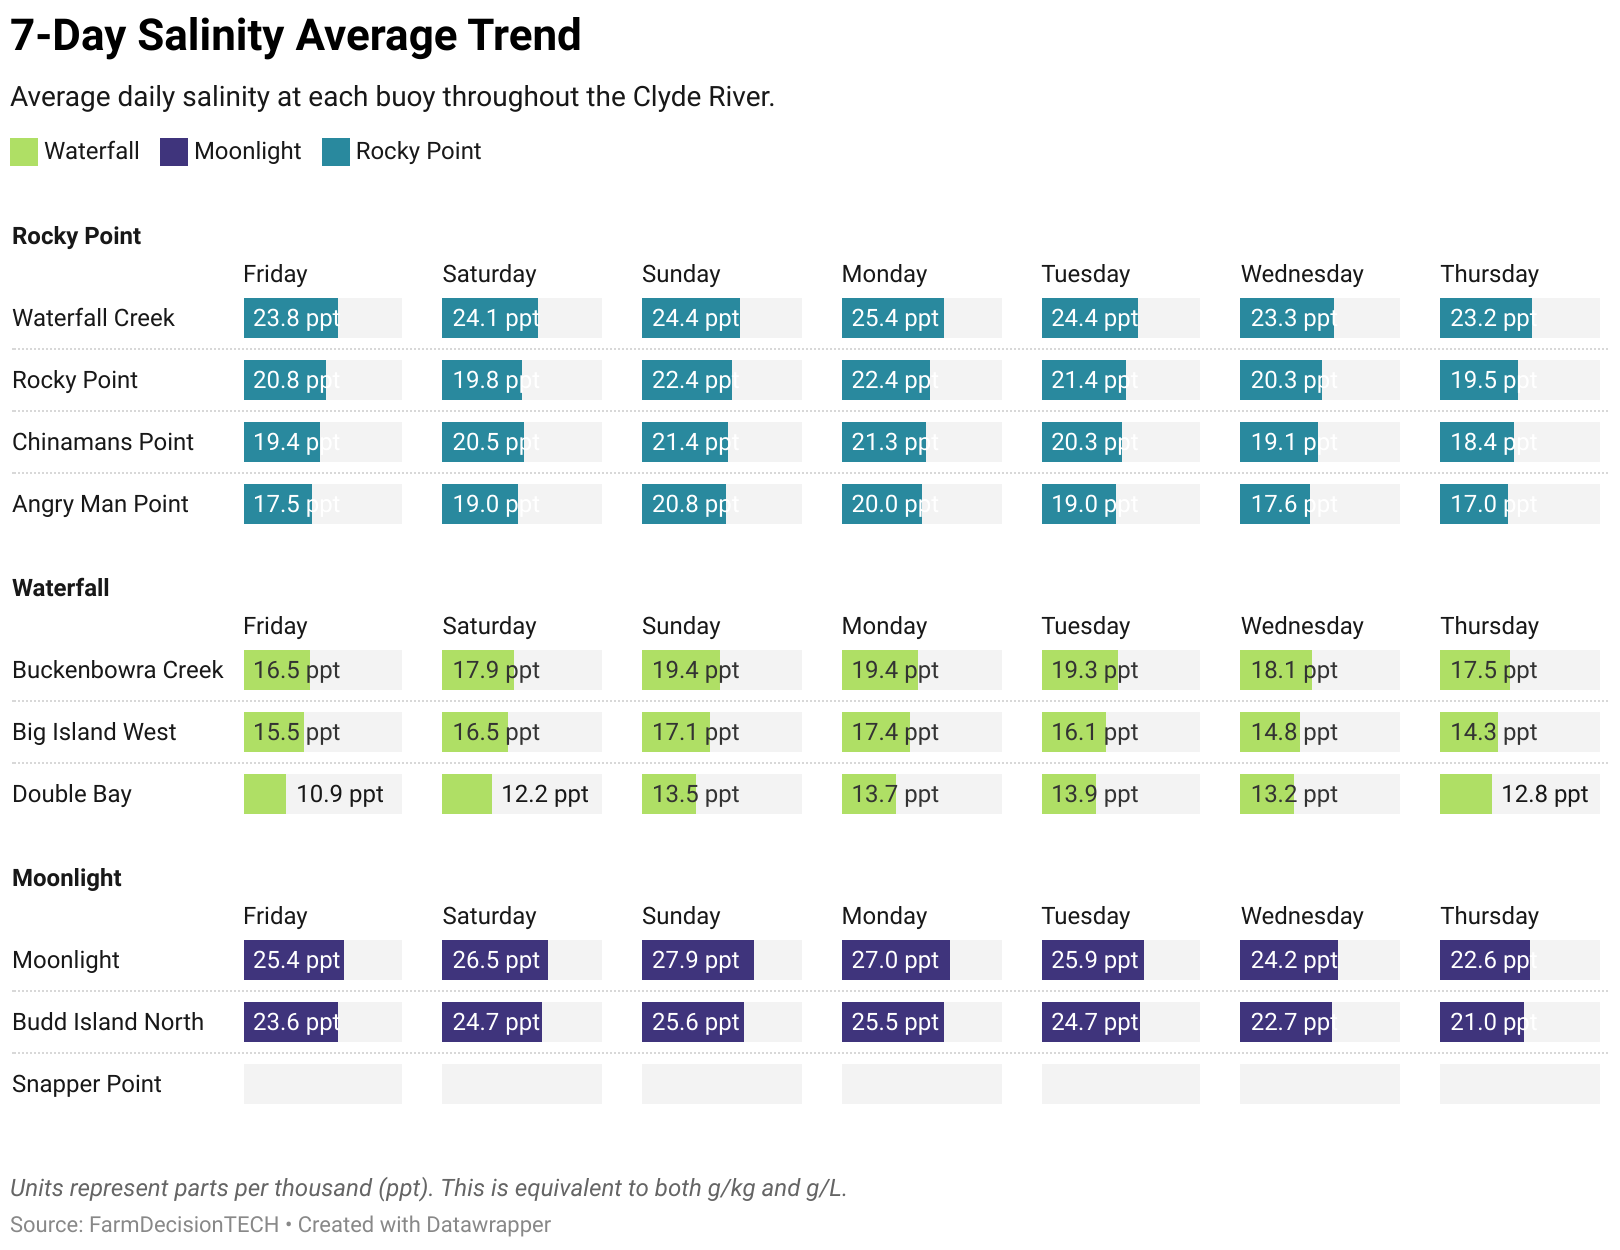 7-Day Salinity Average Trend
Average daily salinity at each buoy throughout the Clyde River.
Waterfall Moonlight Rocky Point
Rocky Point
Friday Saturday Sunday Monday Tuesday Wednesday Thursday
Waterfall Creek 23.8 ppt 24.1 ppt 24.4 ppt 25.4 ppt 24.4 ppt 23.3 ppt 23.2 ppt
Rocky Point 20.8 ppt 19.8 ppt 22.4 ppt 22.4 ppt 21.4 ppt 20.3 ppt 19.5 ppt
Chinamans Point 19.4 ppt 20.5 ppt 21.4 ppt 21.3 ppt 20.3 ppt 19.1 ppt 18.4 ppt
Angry Man Point 17.5 ppt 19.0 ppt 20.8 ppt 20.0 ppt 19.0 ppt 17.6 ppt 17.0 ppt
Waterfall
Friday Saturday Sunday Monday Tuesday Wednesday Thursday
Buckenbowra Creek 16.5 ppt 17.9 ppt 19.4 ppt 19.4 ppt 19.3 ppt 18.1 ppt 17.5 ppt
Big Island West 15.5 ppt 16.5 ppt 17.1 ppt 17.4 ppt 16.1 ppt 14.8 ppt 14.3 ppt
Double Bay 10.9 ppt 12.2 ppt 13.5 ppt 13.7 ppt 13.9 ppt 13.2 ppt 12.8 ppt
Moonlight
Friday Saturday Sunday Monday Tuesday Wednesday Thursday
Moonlight 25.4 ppt 26.5 ppt 27.9 ppt 27.0 ppt 25.9 ppt 24.2 ppt 22.6 ppt
Budd Island North 23.6 ppt 24.7 ppt 25.6 ppt 25.5 ppt 24.7 ppt 22.7 ppt 21.0 ppt
Snapper Point
Units represent parts per thousand (ppt). This is equivalent to both g/kg and g/L.
Source: FarmDecisionTECH • Created with Datawrapper